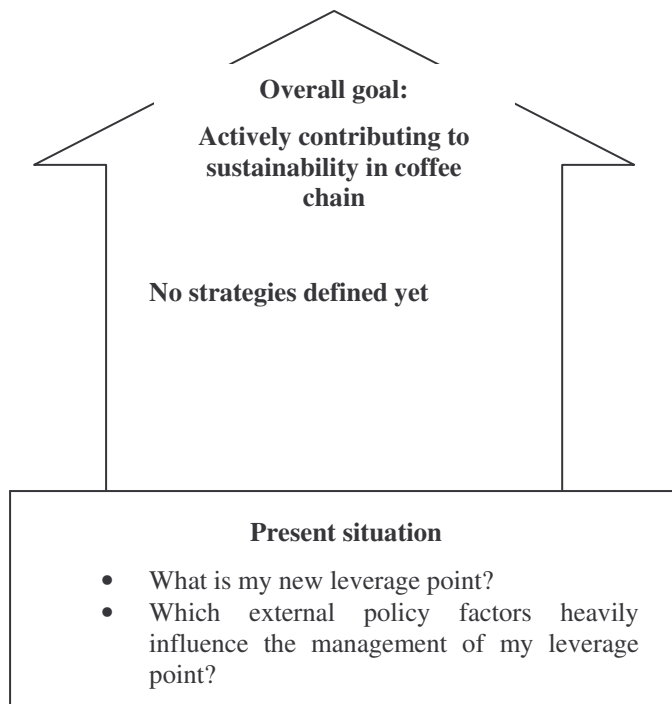 Overall goal:
Actively contributing to
sustainability in coffee
chain
No strategies defined yet
Present situation
• What is my new leverage point?
• Which external policy factors heavily
influence the management of my leverage
point?